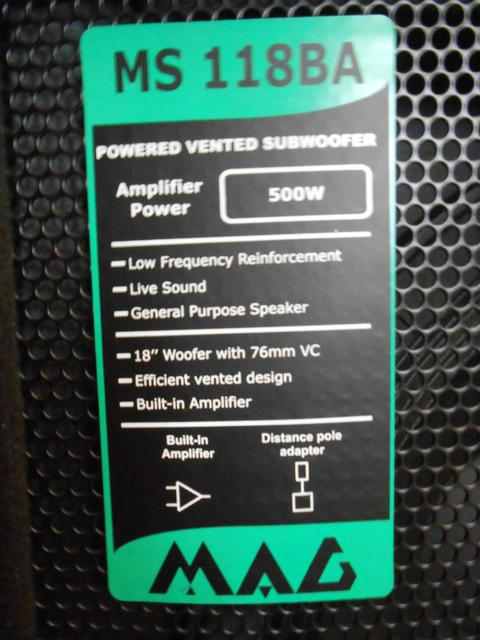 MS 118BA
POWERED VENTED SUBWOOFER
Amplifier
Power
500W
Low Frequency Reinforcement
Live Sound
General Purpose Speaker
18" Woofer with 76mm VC
Efficient vented design
Built-in Amplifier
Built-In
Amplifier
Distance pole
adapter
MAG